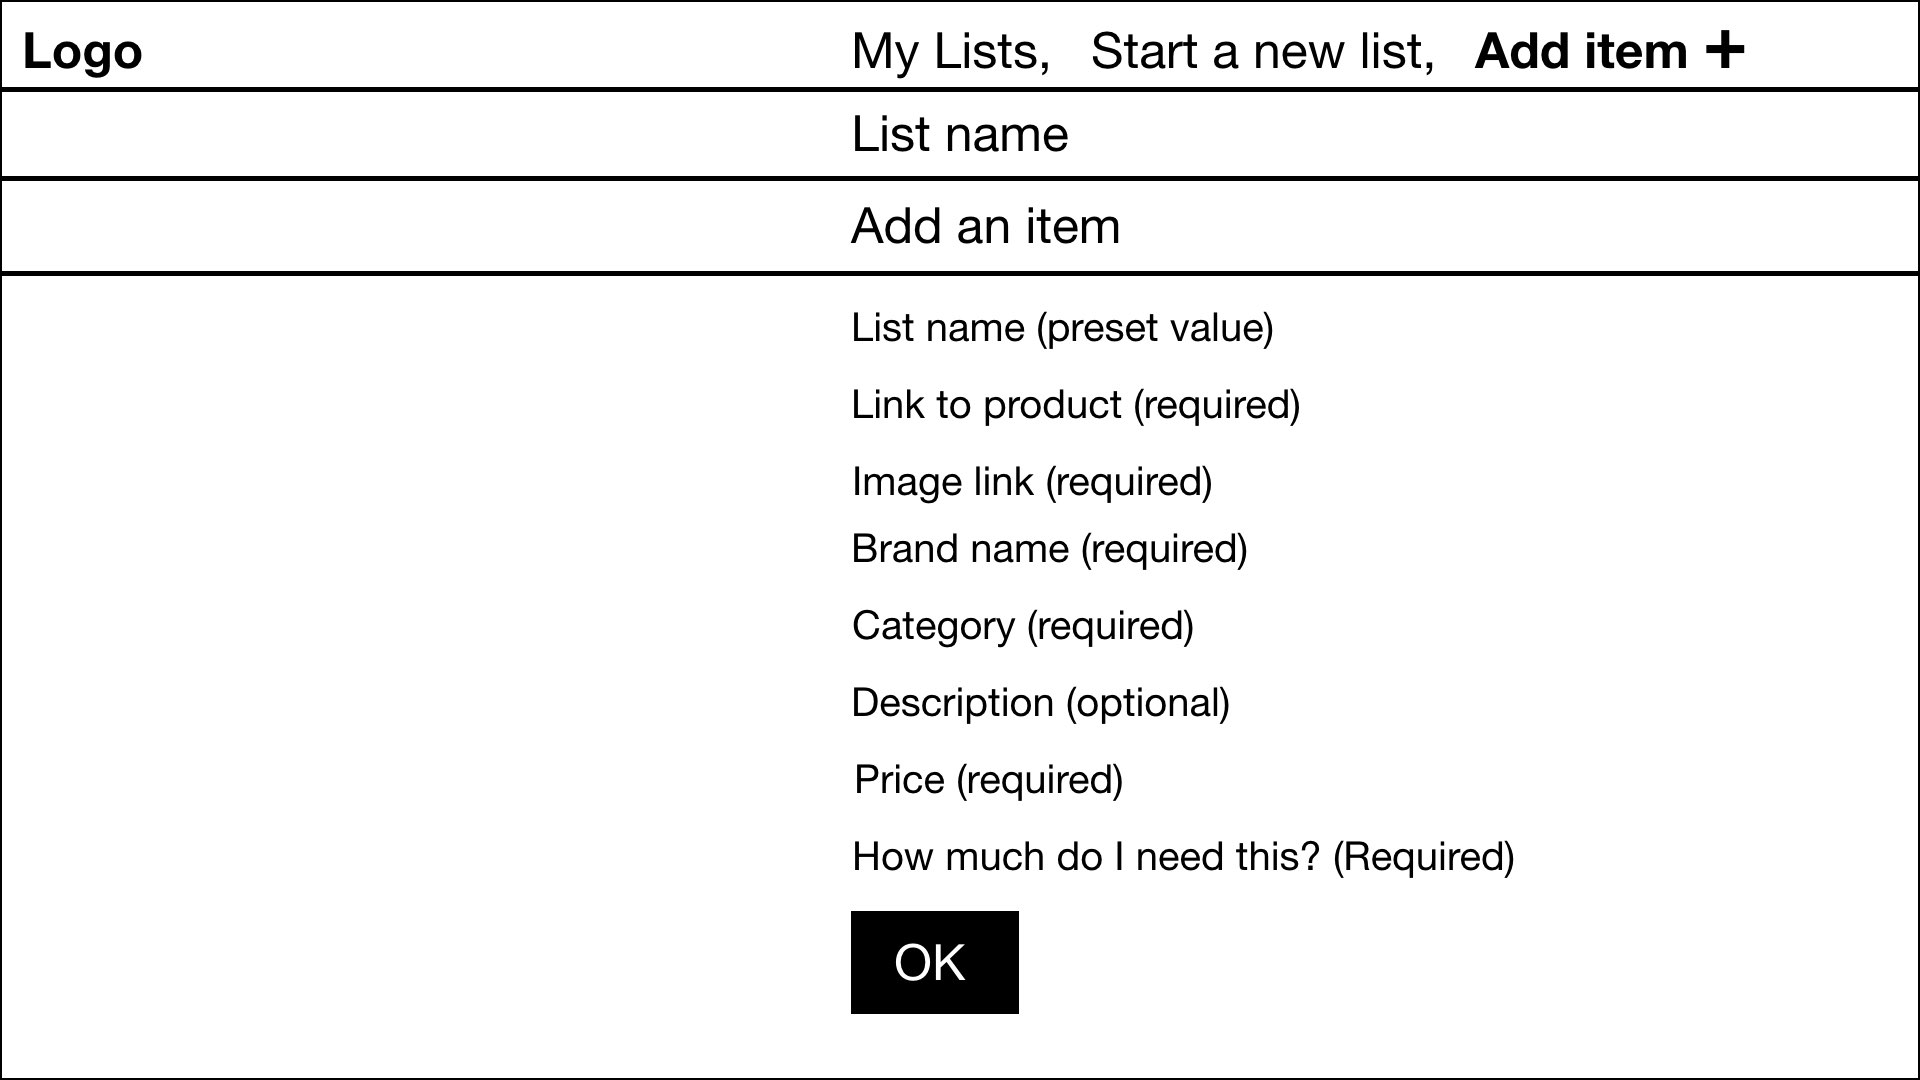 Logo
My Lists, Start a new list, Add item +
List name
Add an item
List name (preset value)
Link to product (required)
Image link (required)
Brand name (required)
Category (required)
Description (optional)
Price (required)
How much do I need this? (Required)
OK